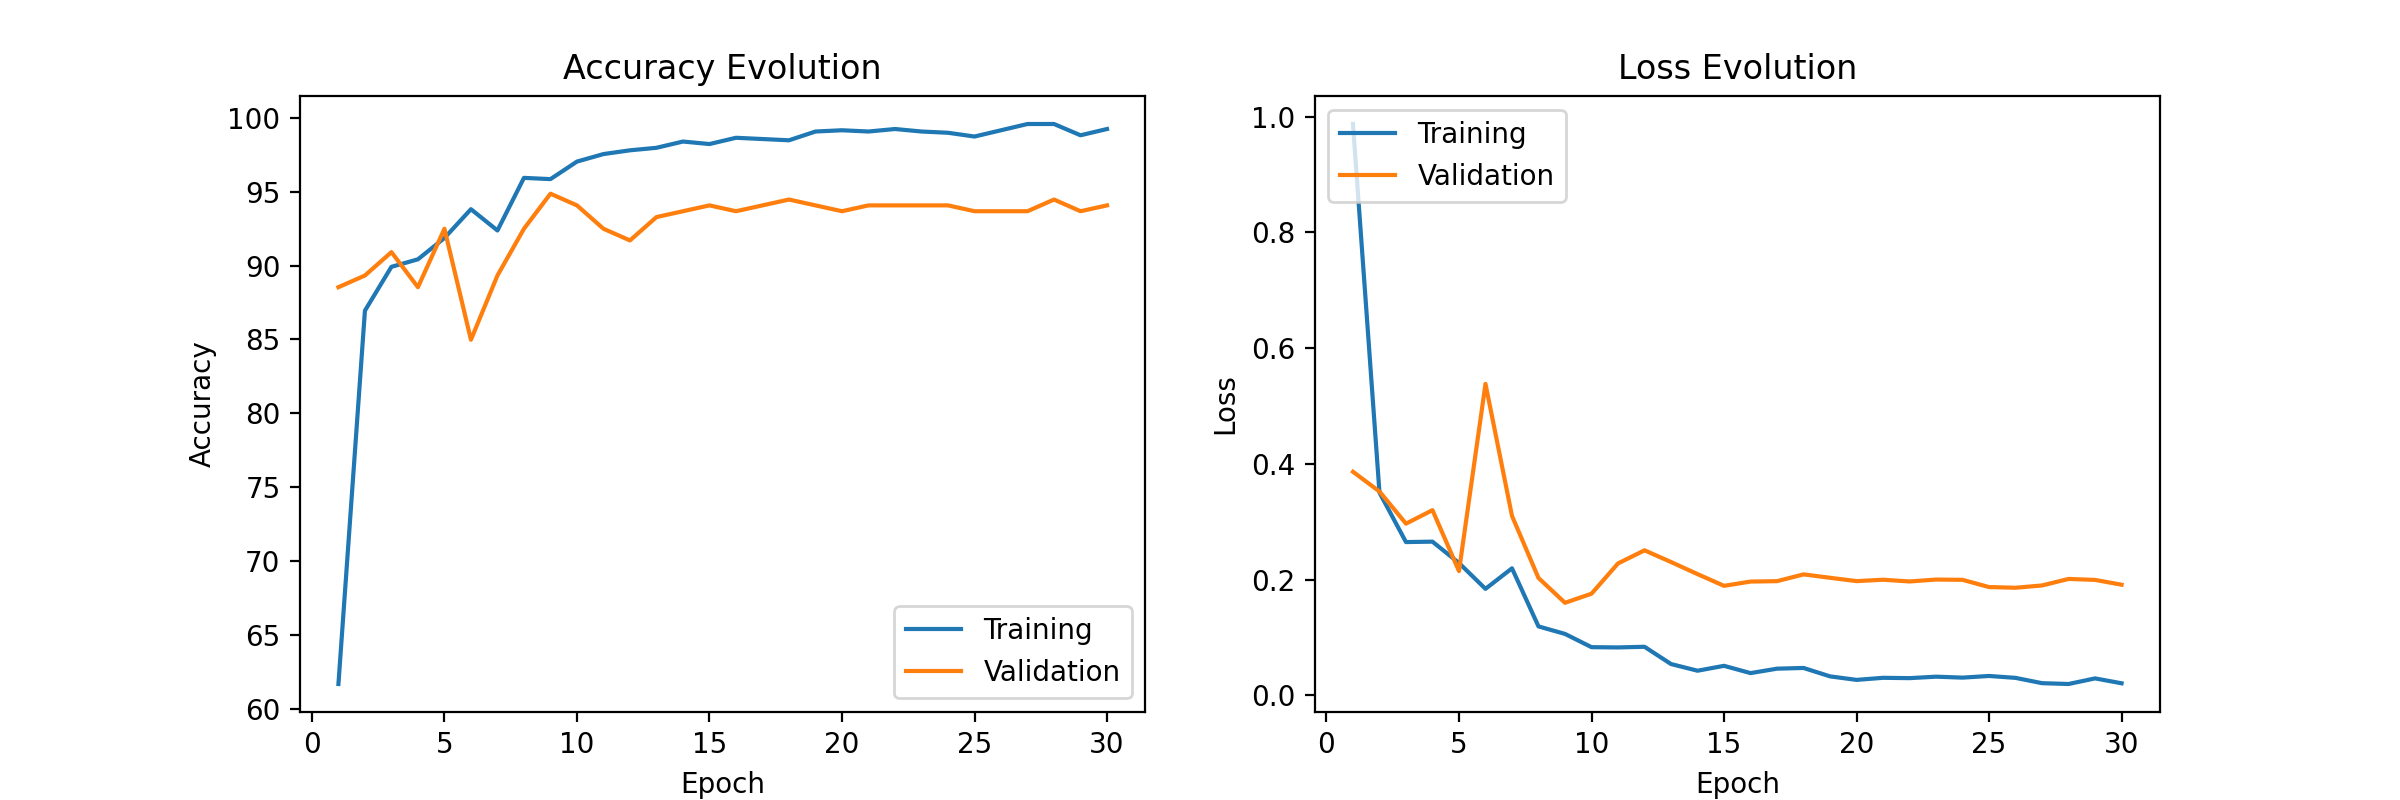 Accuracy Evolution
100
95
90
85
80
75
70
65
60
Accuracy
0 5 10 15 20 25 30
Epoch
Training
Validation
Loss Evolution
1.0
0.8
0.6
0.4
0.2
0.0
Loss
0 5 10 15 20 25 30
Epoch
Training
Validation